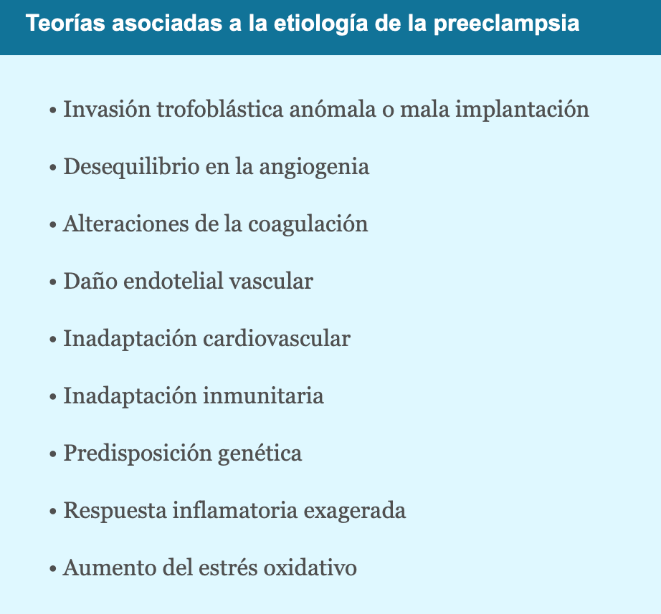 Teorías asociadas a la etiología de la preeclampsia
• Invasión trofoblástica anómala o mala implantación
• Desequilibrio en la angiogenia
• Alteraciones de la coagulación
• Daño endotelial vascular
• Inadaptación cardiovascular
• Inadaptación inmunitaria
• Predisposición genética
• Respuesta inflamatoria exagerada
• Aumento del estrés oxidativo